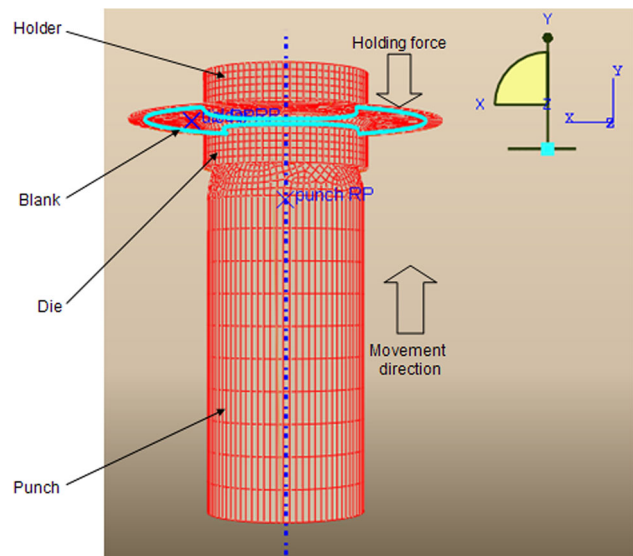 Holder
Holding force
Y
X
Z
Y
X
Z
Blank
punch RP
Die
Movement
direction
Punch